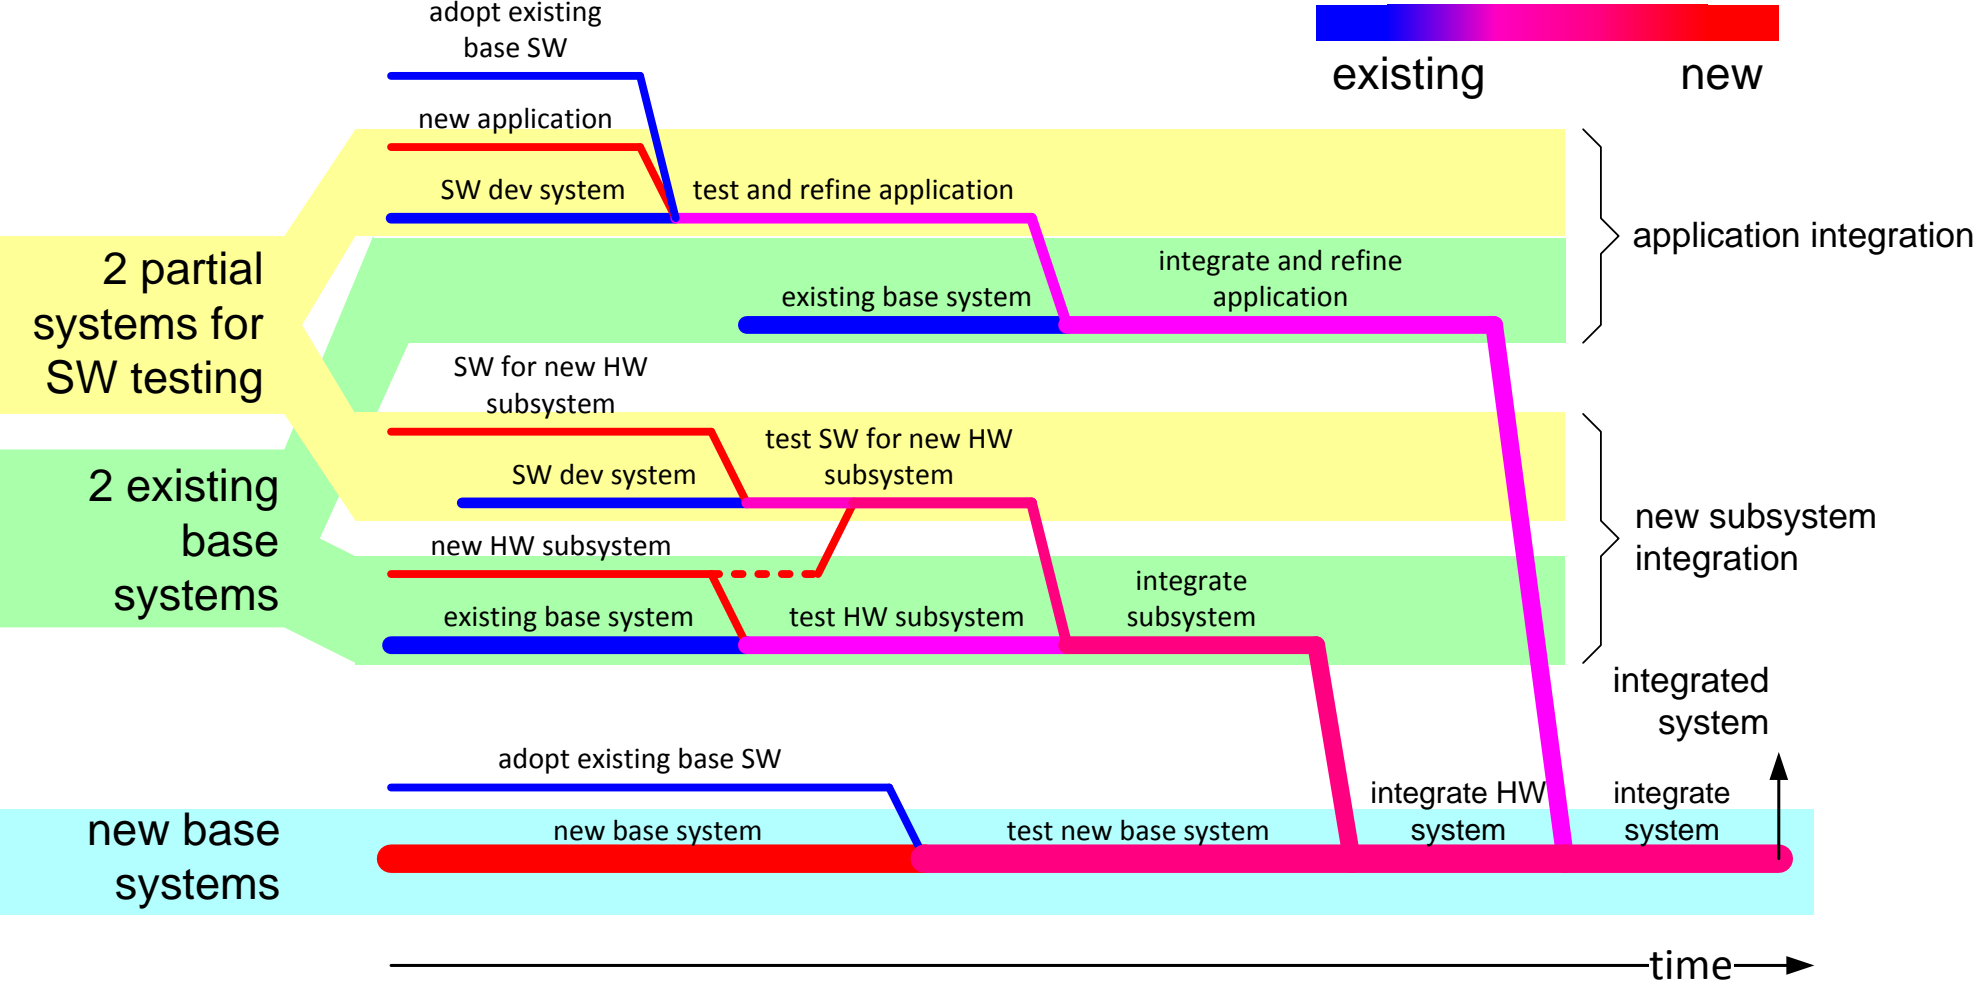 adopt existing
base SW
existing
new
new application
SW dev system
test and refine application
application integration
2 partial
systems for
SW testing
integrate and refine
application
existing base system
SW for new HW
subsystem
test SW for new HW
subsystem
SW dev system
2 existing
base
systems
new subsystem
integration
new HW subsystem
integrate
subsystem
existing base system
test HW subsystem
integrated
system
adopt existing base SW
integrate HW
system
integrate
system
new base
systems
new base system
test new base system
time